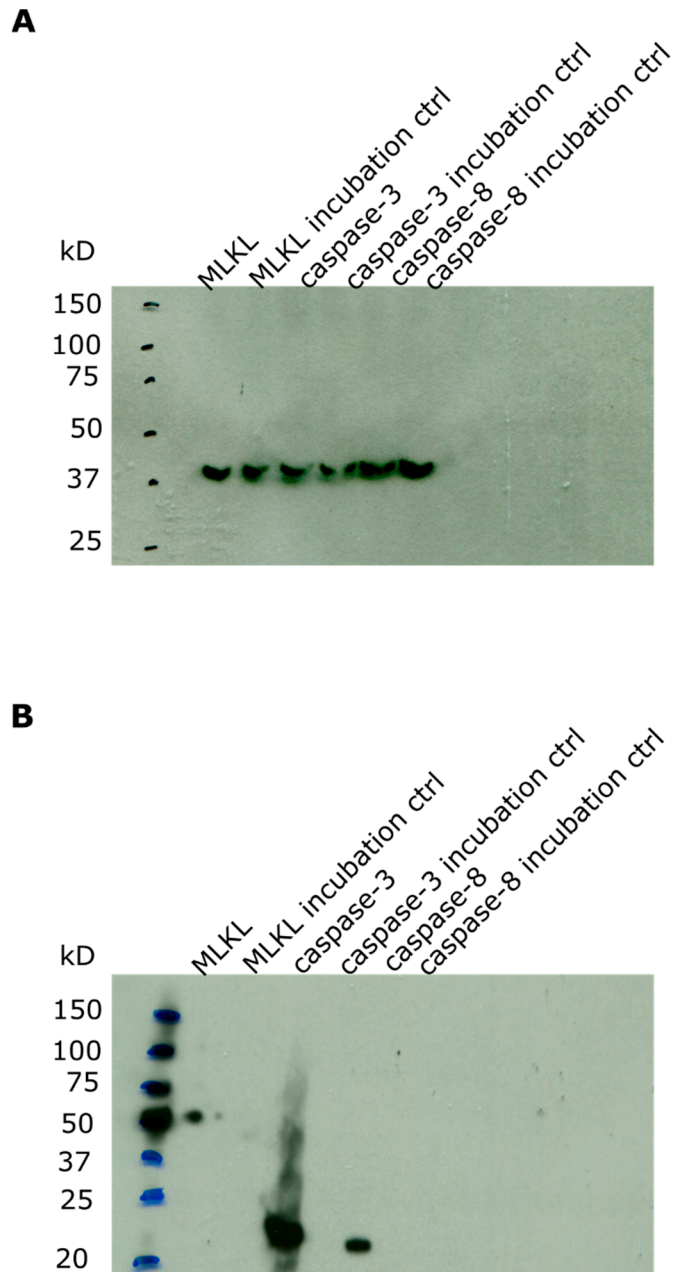 A
MLKL
MLKL incubation ctrl
caspase-3
caspase-3 incubation ctrl
caspase-8
caspase-8 incubation ctrl
kD
150
100
75
50
37
25
B
MLKL
MLKL incubation ctrl
caspase-3
caspase-3 incubation ctrl
caspase-8
caspase-8 incubation ctrl
kD
150
100
75
50
37
25
20